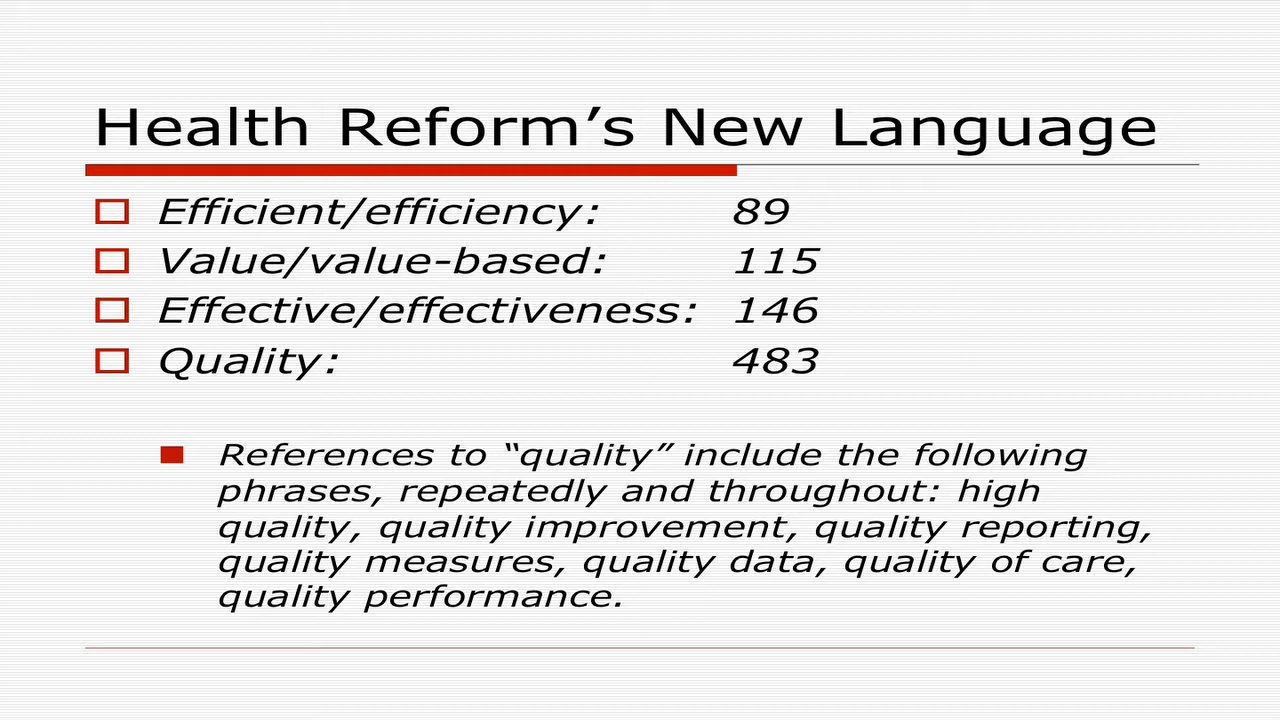 Health Reform’s New Language
Efficient/efficiency: 89
Value/value-based: 115
Effective/effectiveness: 146
Quality: 483
References to “quality” include the following
phrases, repeatedly and throughout: high
quality, quality improvement, quality reporting,
quality measures, quality data, quality of care,
quality performance.